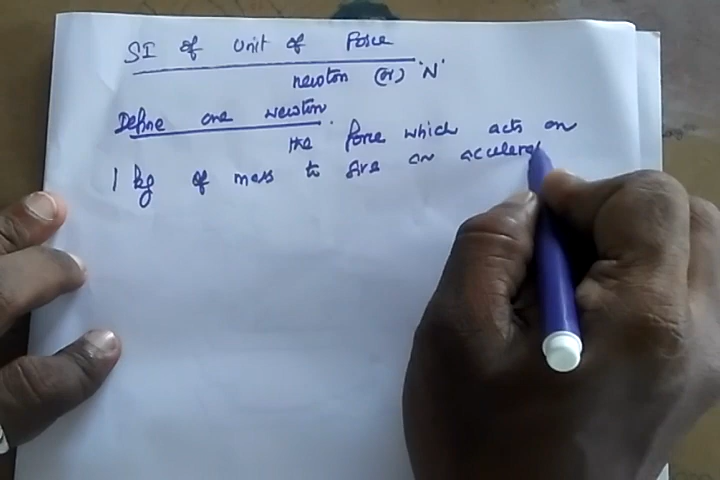 SI of Unit of Force
newton (or) 'N'
Define one Newton.
the force which acts on
1 kg of mass to give an accelerat